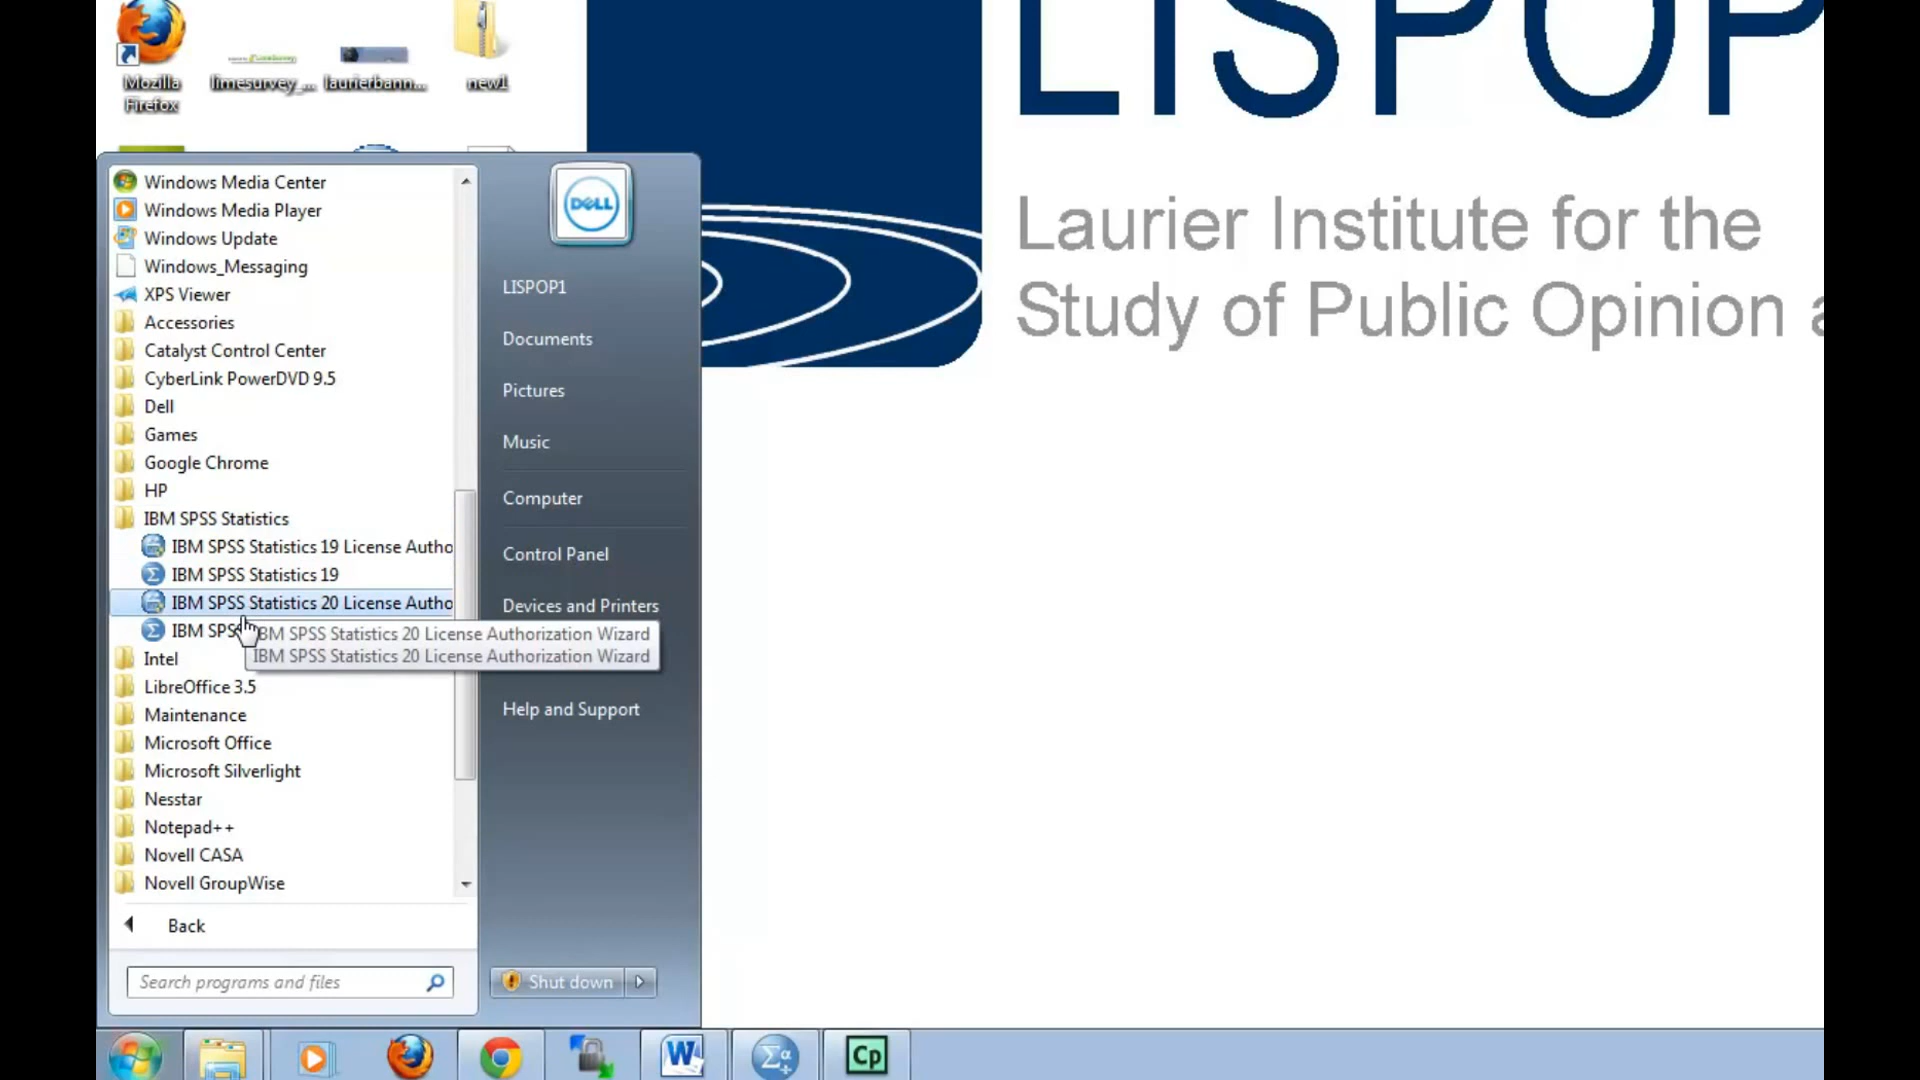 LISPOP
Mozilla
Firefox
limesurvey_...
laurierbann...
new1
Laurier Institute for the
Study of Public Opinion a
Windows Media Center
Windows Media Player
Windows Update
Windows_Messaging
XPS Viewer
Accessories
Catalyst Control Center
CyberLink PowerDVD 9.5
Dell
Games
Google Chrome
HP
IBM SPSS Statistics
IBM SPSS Statistics 19 License Autho
IBM SPSS Statistics 19
IBM SPSS Statistics 20 License Autho
IBM SPSS
IBM SPSS Statistics 20 License Authorization Wizard
IBM SPSS Statistics 20 License Authorization Wizard
Intel
LibreOffice 3.5
Maintenance
Microsoft Office
Microsoft Silverlight
Nesstar
Notepad++
Novell CASA
Novell GroupWise
Back
Search programs and files
DELL
LISPOP1
Documents
Pictures
Music
Computer
Control Panel
Devices and Printers
Help and Support
Shut down
W
Σα
Cp